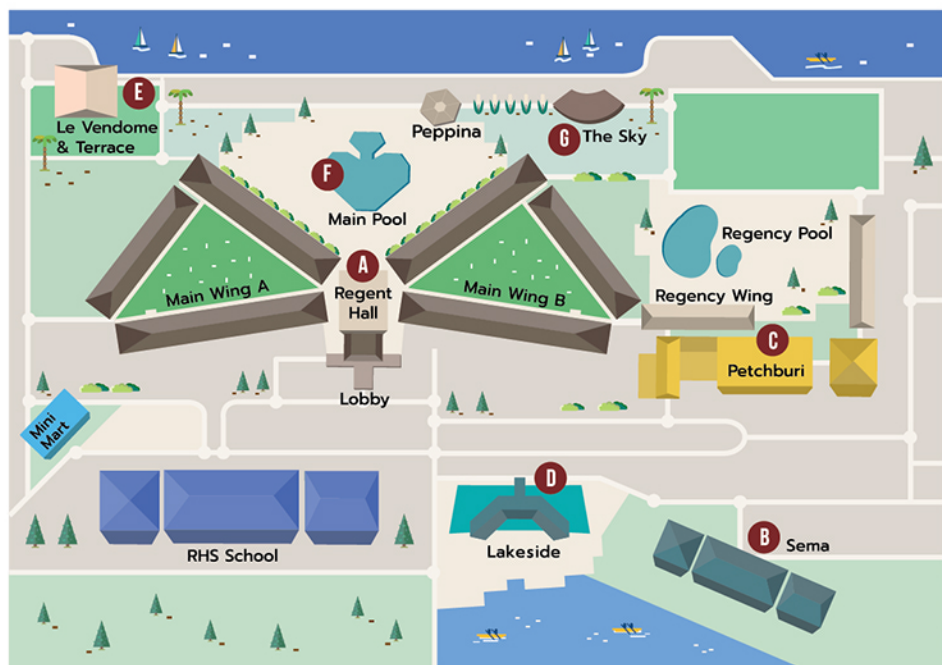 E
Le Vendome
& Terrace
Peppina
G
The Sky
F
Main Pool
Regency Pool
A
Regent
Hall
Main Wing A
Main Wing B
Regency Wing
C
Petchburi
Lobby
Mini
Mart
D
RHS School
Lakeside
B
Sema